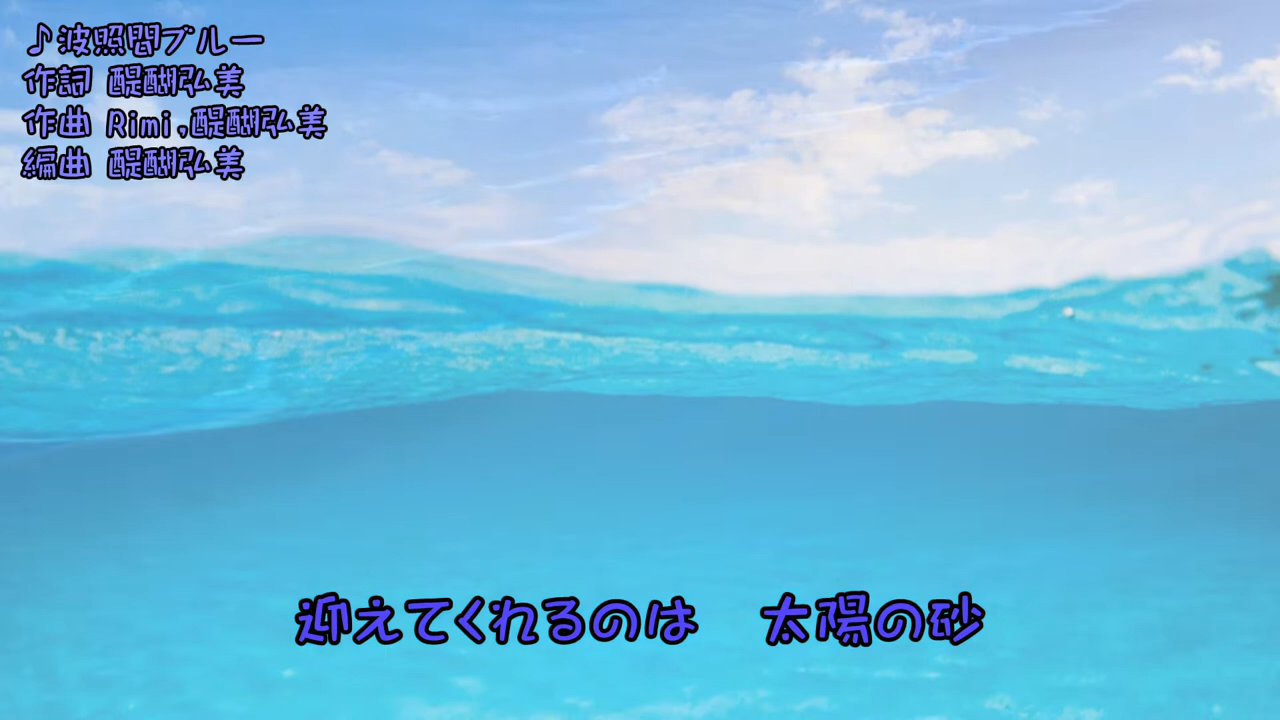 ♪波照間ブルー
作詞 醍醐弘美
作曲 Rimi,醍醐弘美
編曲 醍醐弘美
迎えてくれるのは　太陽の砂